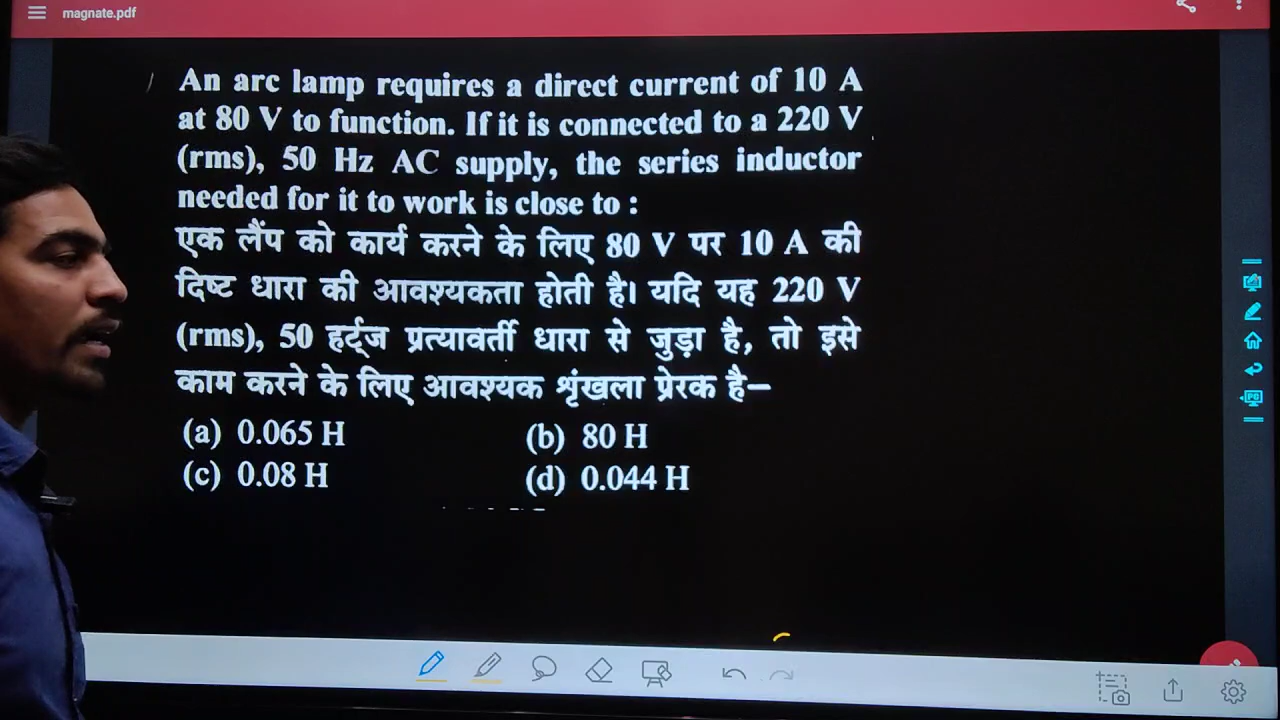 magnate.pdf
An arc lamp requires a direct current of 10 A
at 80 V to function. If it is connected to a 220 V
(rms), 50 Hz AC supply, the series inductor
needed for it to work is close to :
एक लैंप को कार्य करने के लिए 80 V पर 10 A की
दिष्ट धारा की आवश्यकता होती है। यदि यह 220 V
(rms), 50 हर्ट्ज प्रत्यावर्ती धारा से जुड़ा है, तो इसे
काम करने के लिए आवश्यक शृंखला प्रेरक है–
(a) 0.065 H (b) 80 H
(c) 0.08 H (d) 0.044 H
PC